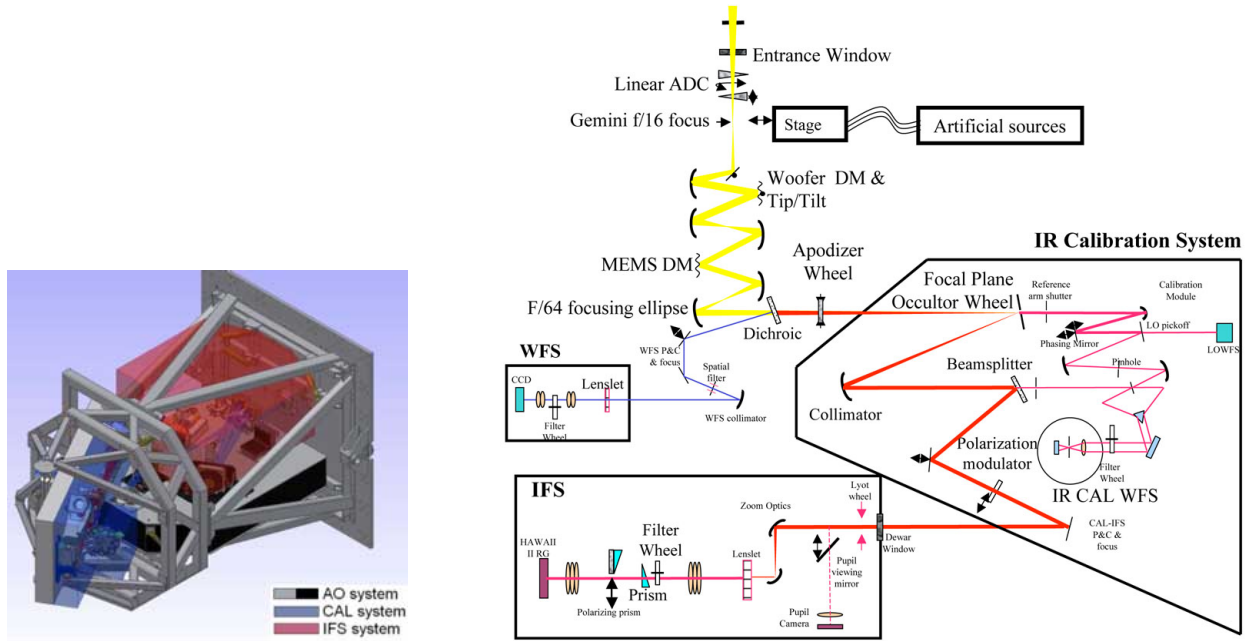 AO system
CAL system
IFS system
Entrance Window
Linear ADC
Gemini f/16 focus
Stage
Artificial sources
Woofer DM &
Tip/Tilt
MEMS DM
F/64 focusing ellipse
Apodizer
Wheel
Dichroic
IR Calibration System
Focal Plane
Occultor Wheel
Reference
arm shutter
Calibration
Module
LO pickoff
Phasing Mirror
LOWFS
Pinhole
Beamsplitter
Collimator
Polarization
modulator
Filter
Wheel
IR CAL WFS
CAL-IFS
P&C &
focus
WFS P&C
& focus
Spatial
filter
WFS collimator
WFS
CCD
Lenslet
Filter
Wheel
IFS
Zoom Optics
Lyot
wheel
Dewar
Window
HAWAII
II RG
Filter
Wheel
Lenslet
Prism
Polarizing prism
Pupil
viewing
mirror
Pupil
Camera